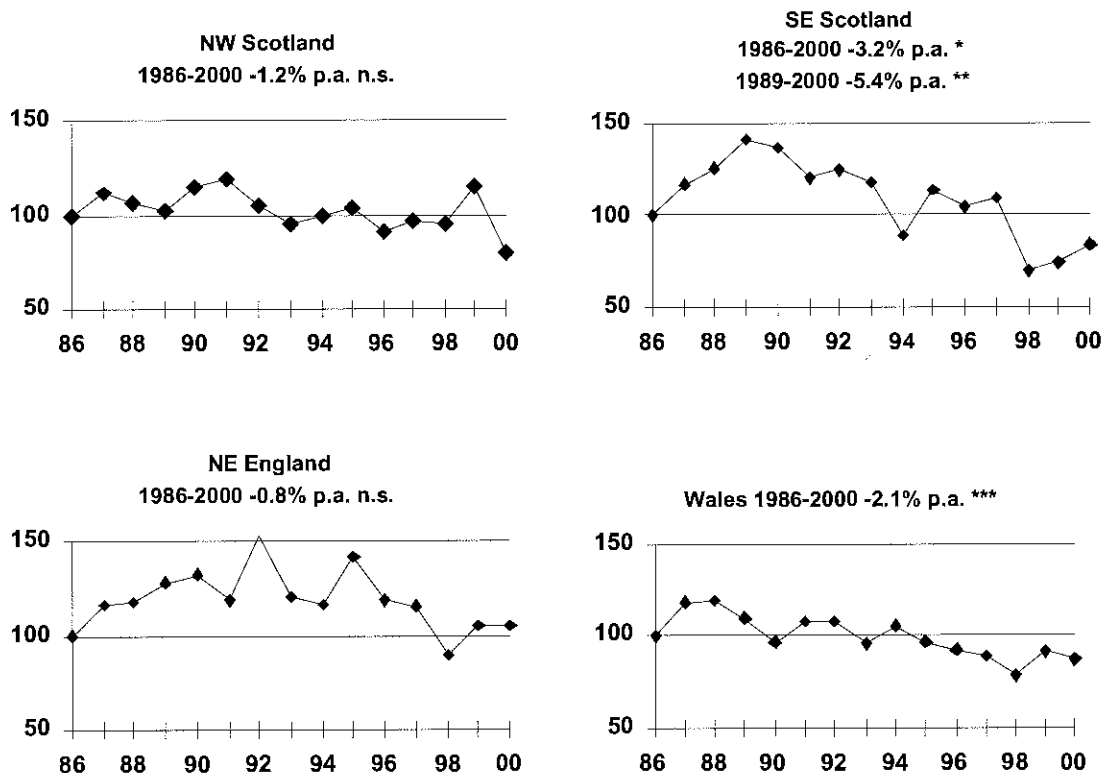 NW Scotland
1986-2000 -1.2% p.a. n.s.
150
100
50
86 88 90 92 94 96 98 00
SE Scotland
1986-2000 -3.2% p.a. *
1989-2000 -5.4% p.a. **
150
100
50
86 88 90 92 94 96 98 00
NE England
1986-2000 -0.8% p.a. n.s.
150
100
50
86 88 90 92 94 96 98 00
Wales 1986-2000 -2.1% p.a. ***
150
100
50
86 88 90 92 94 96 98 00